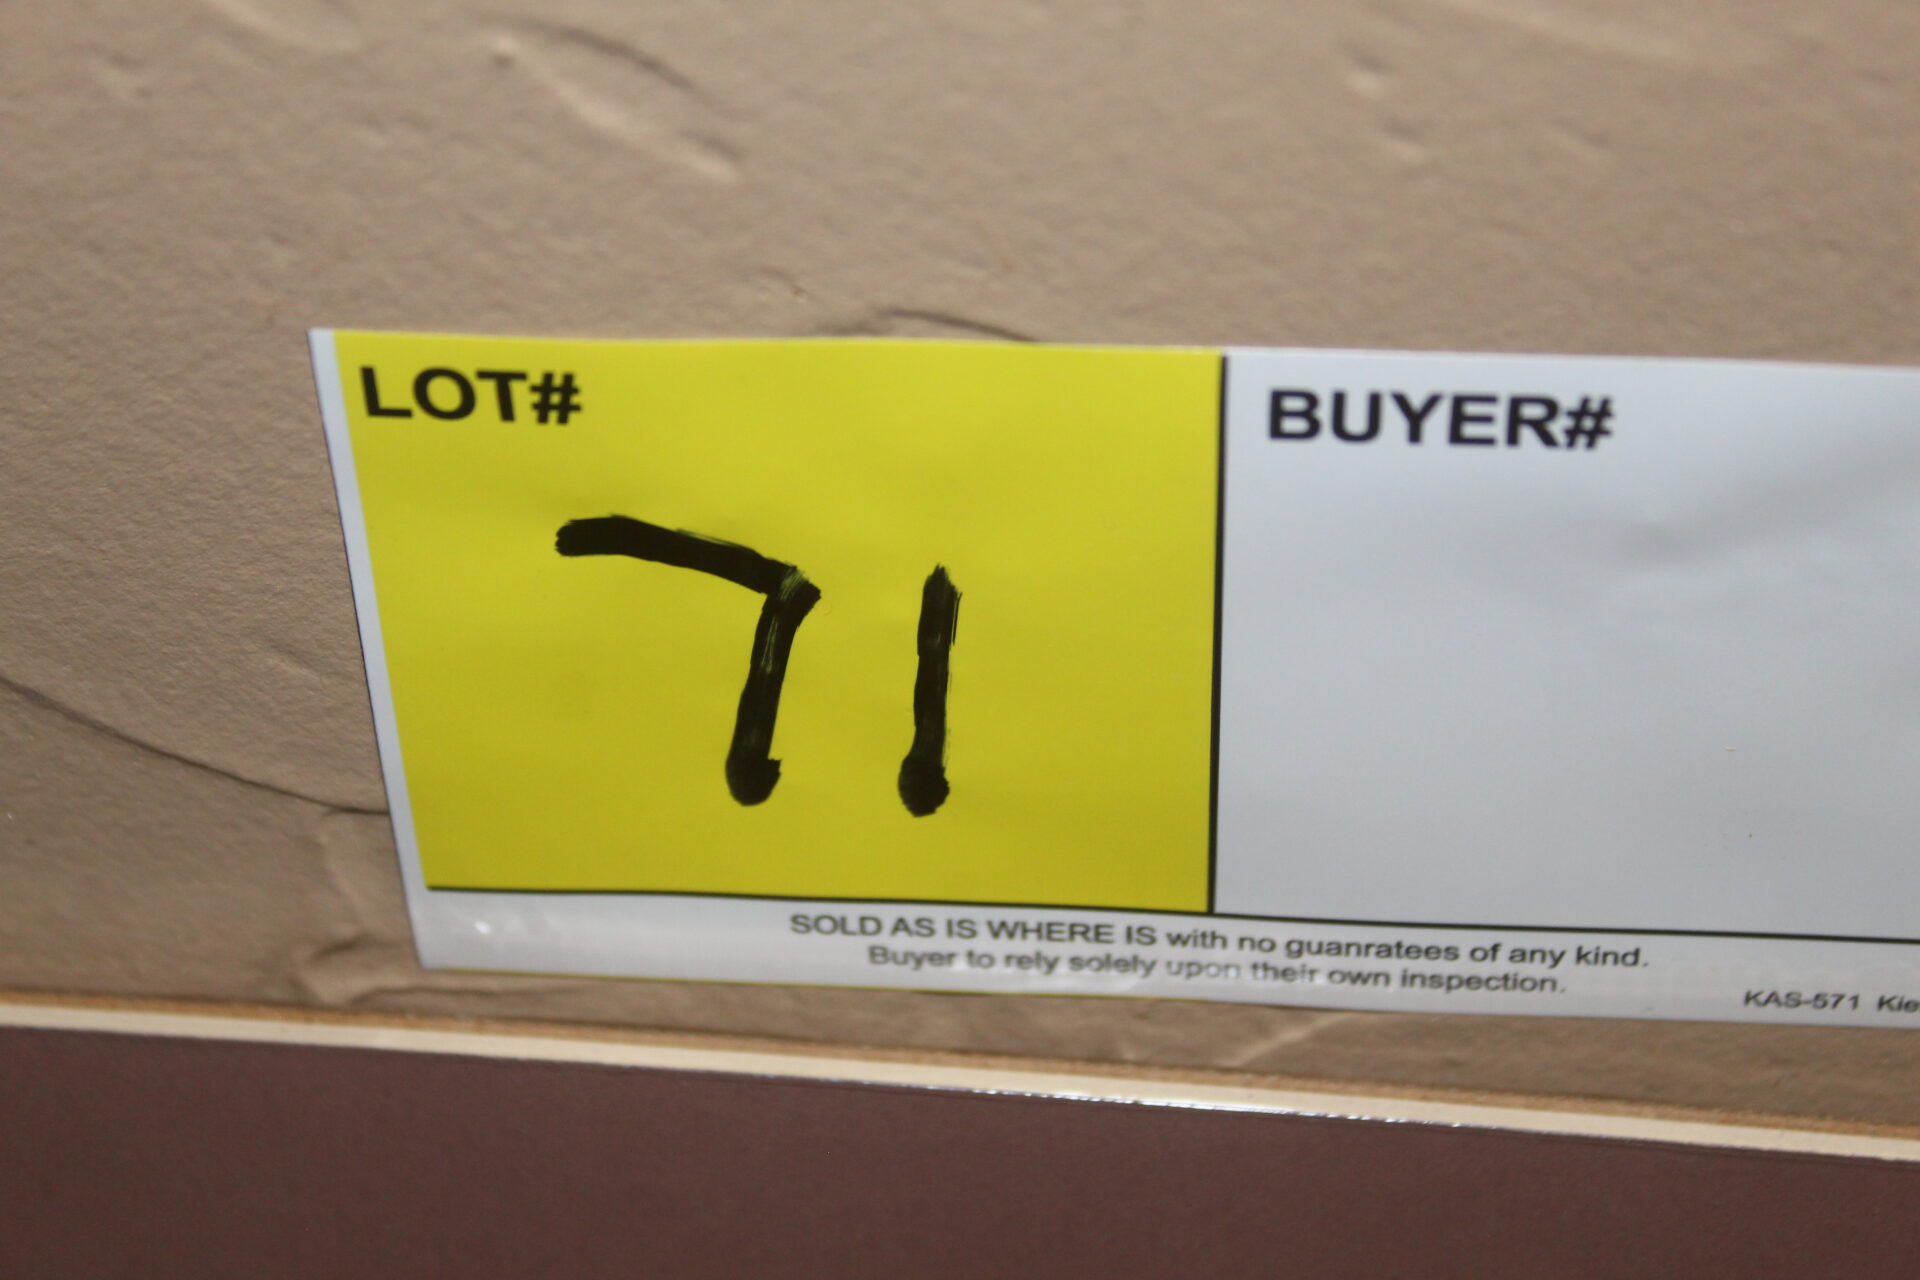 LOT# BUYER#
71
SOLD AS IS WHERE IS with no guanratees of any kind.
Buyer to rely solely upon their own inspection.
KAS-571 Kie